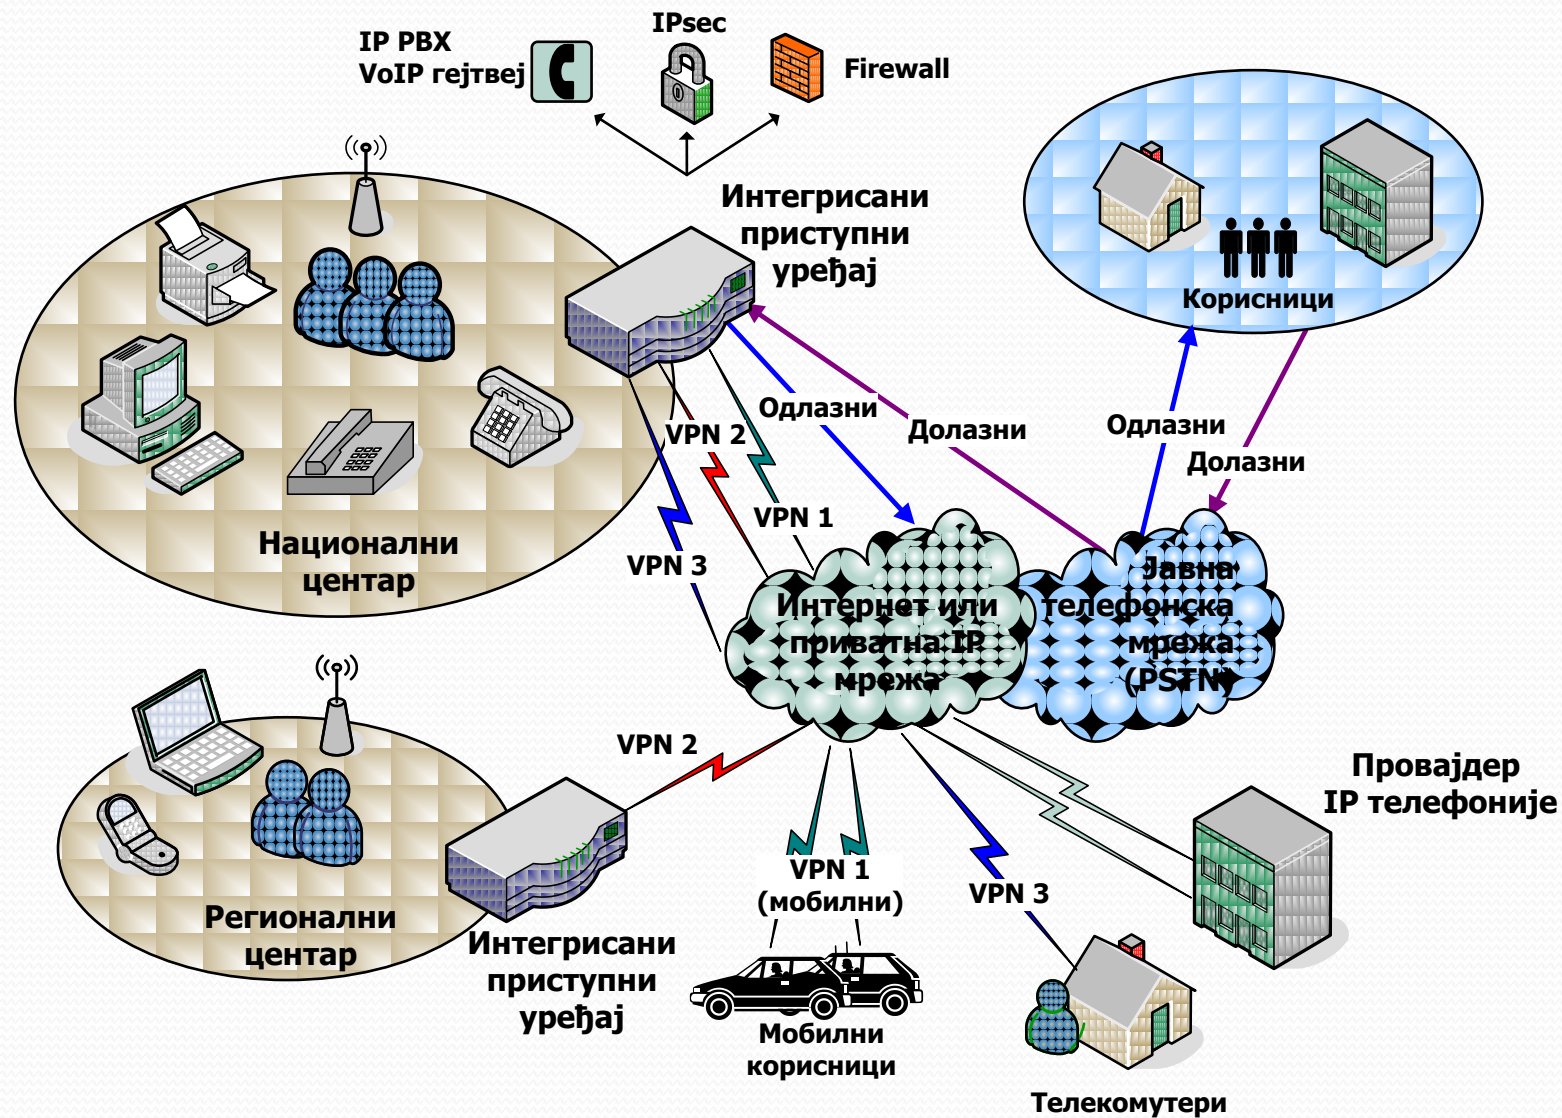 IPsec
IP PBX
VoIP гејтвеј
Firewall
Интегрисани
приступни
уређај
Корисници
Одлазни
Долазни
Одлазни
Долазни
VPN 2
VPN 1
VPN 3
Национални
центар
Интернет или
приватна IP
мрежа
Јавна
телефонска
мрежа
(PSTN)
VPN 2
Провајдер
IP телефоније
VPN 1
(мобилни)
VPN 3
Регионални
центар
Интегрисани
приступни
уређај
Мобилни
корисници
Телекомутери